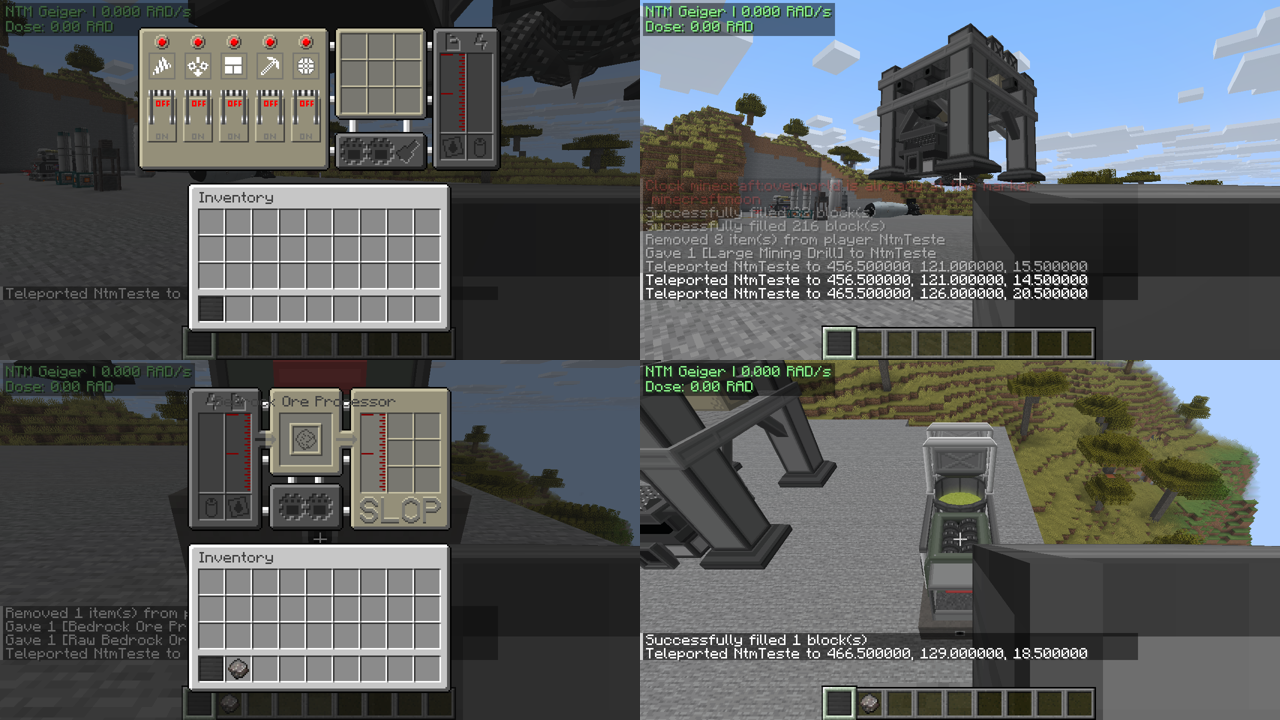 NTM Geiger | 0.000 RAD/s
Dose: 0.00 RAD
OFF OFF OFF OFF OFF
ON ON ON ON ON
Inventory
Teleported NtmTeste to
NTM Geiger | 0.000 RAD/s
Dose: 0.00 RAD
Successfully filled 32 block(s)
Successfully filled 216 block(s)
Removed 8 item(s) from player NtmTeste
Gave 1 [Large Mining Drill] to NtmTeste
Teleported NtmTeste to 456.500000, 121.000000, 15.500000
Teleported NtmTeste to 456.500000, 121.000000, 14.500000
Teleported NtmTeste to 465.500000, 126.000000, 20.500000
NTM Geiger | 0.000 RAD/s
Dose: 0.00 RAD
Ore Processor
SLOP
Inventory
Removed 1 item(s) from
Gave 1 [Bedrock Ore Pr
Gave 1 [Raw Bedrock Or
Teleported NtmTeste to
NTM Geiger | 0.000 RAD/s
Dose: 0.00 RAD
Successfully filled 1 block(s)
Teleported NtmTeste to 466.500000, 129.000000, 18.500000